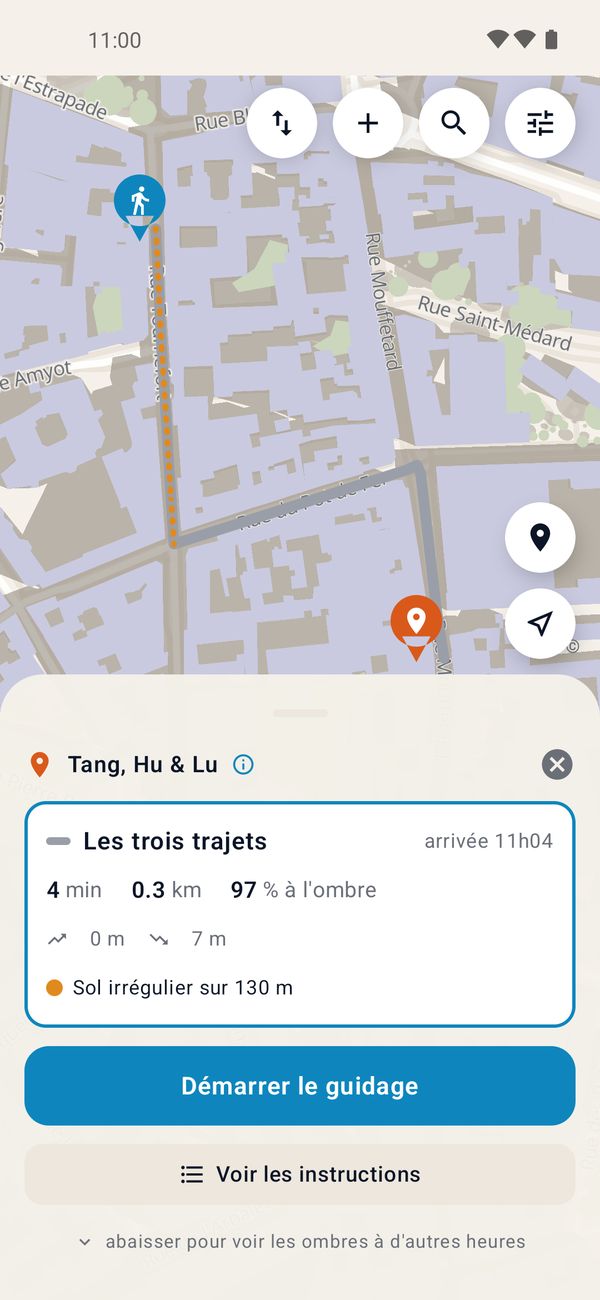 11:00
l'Estrapade
Rue Bl
Rue Mouffetard
Rue Saint-Médard
e Amyot
©
Tang, Hu & Lu
Les trois trajets
arrivée 11h04
4 min 0.3 km 97 % à l'ombre
0 m 7 m
Sol irrégulier sur 130 m
Démarrer le guidage
Voir les instructions
abaisser pour voir les ombres à d'autres heures